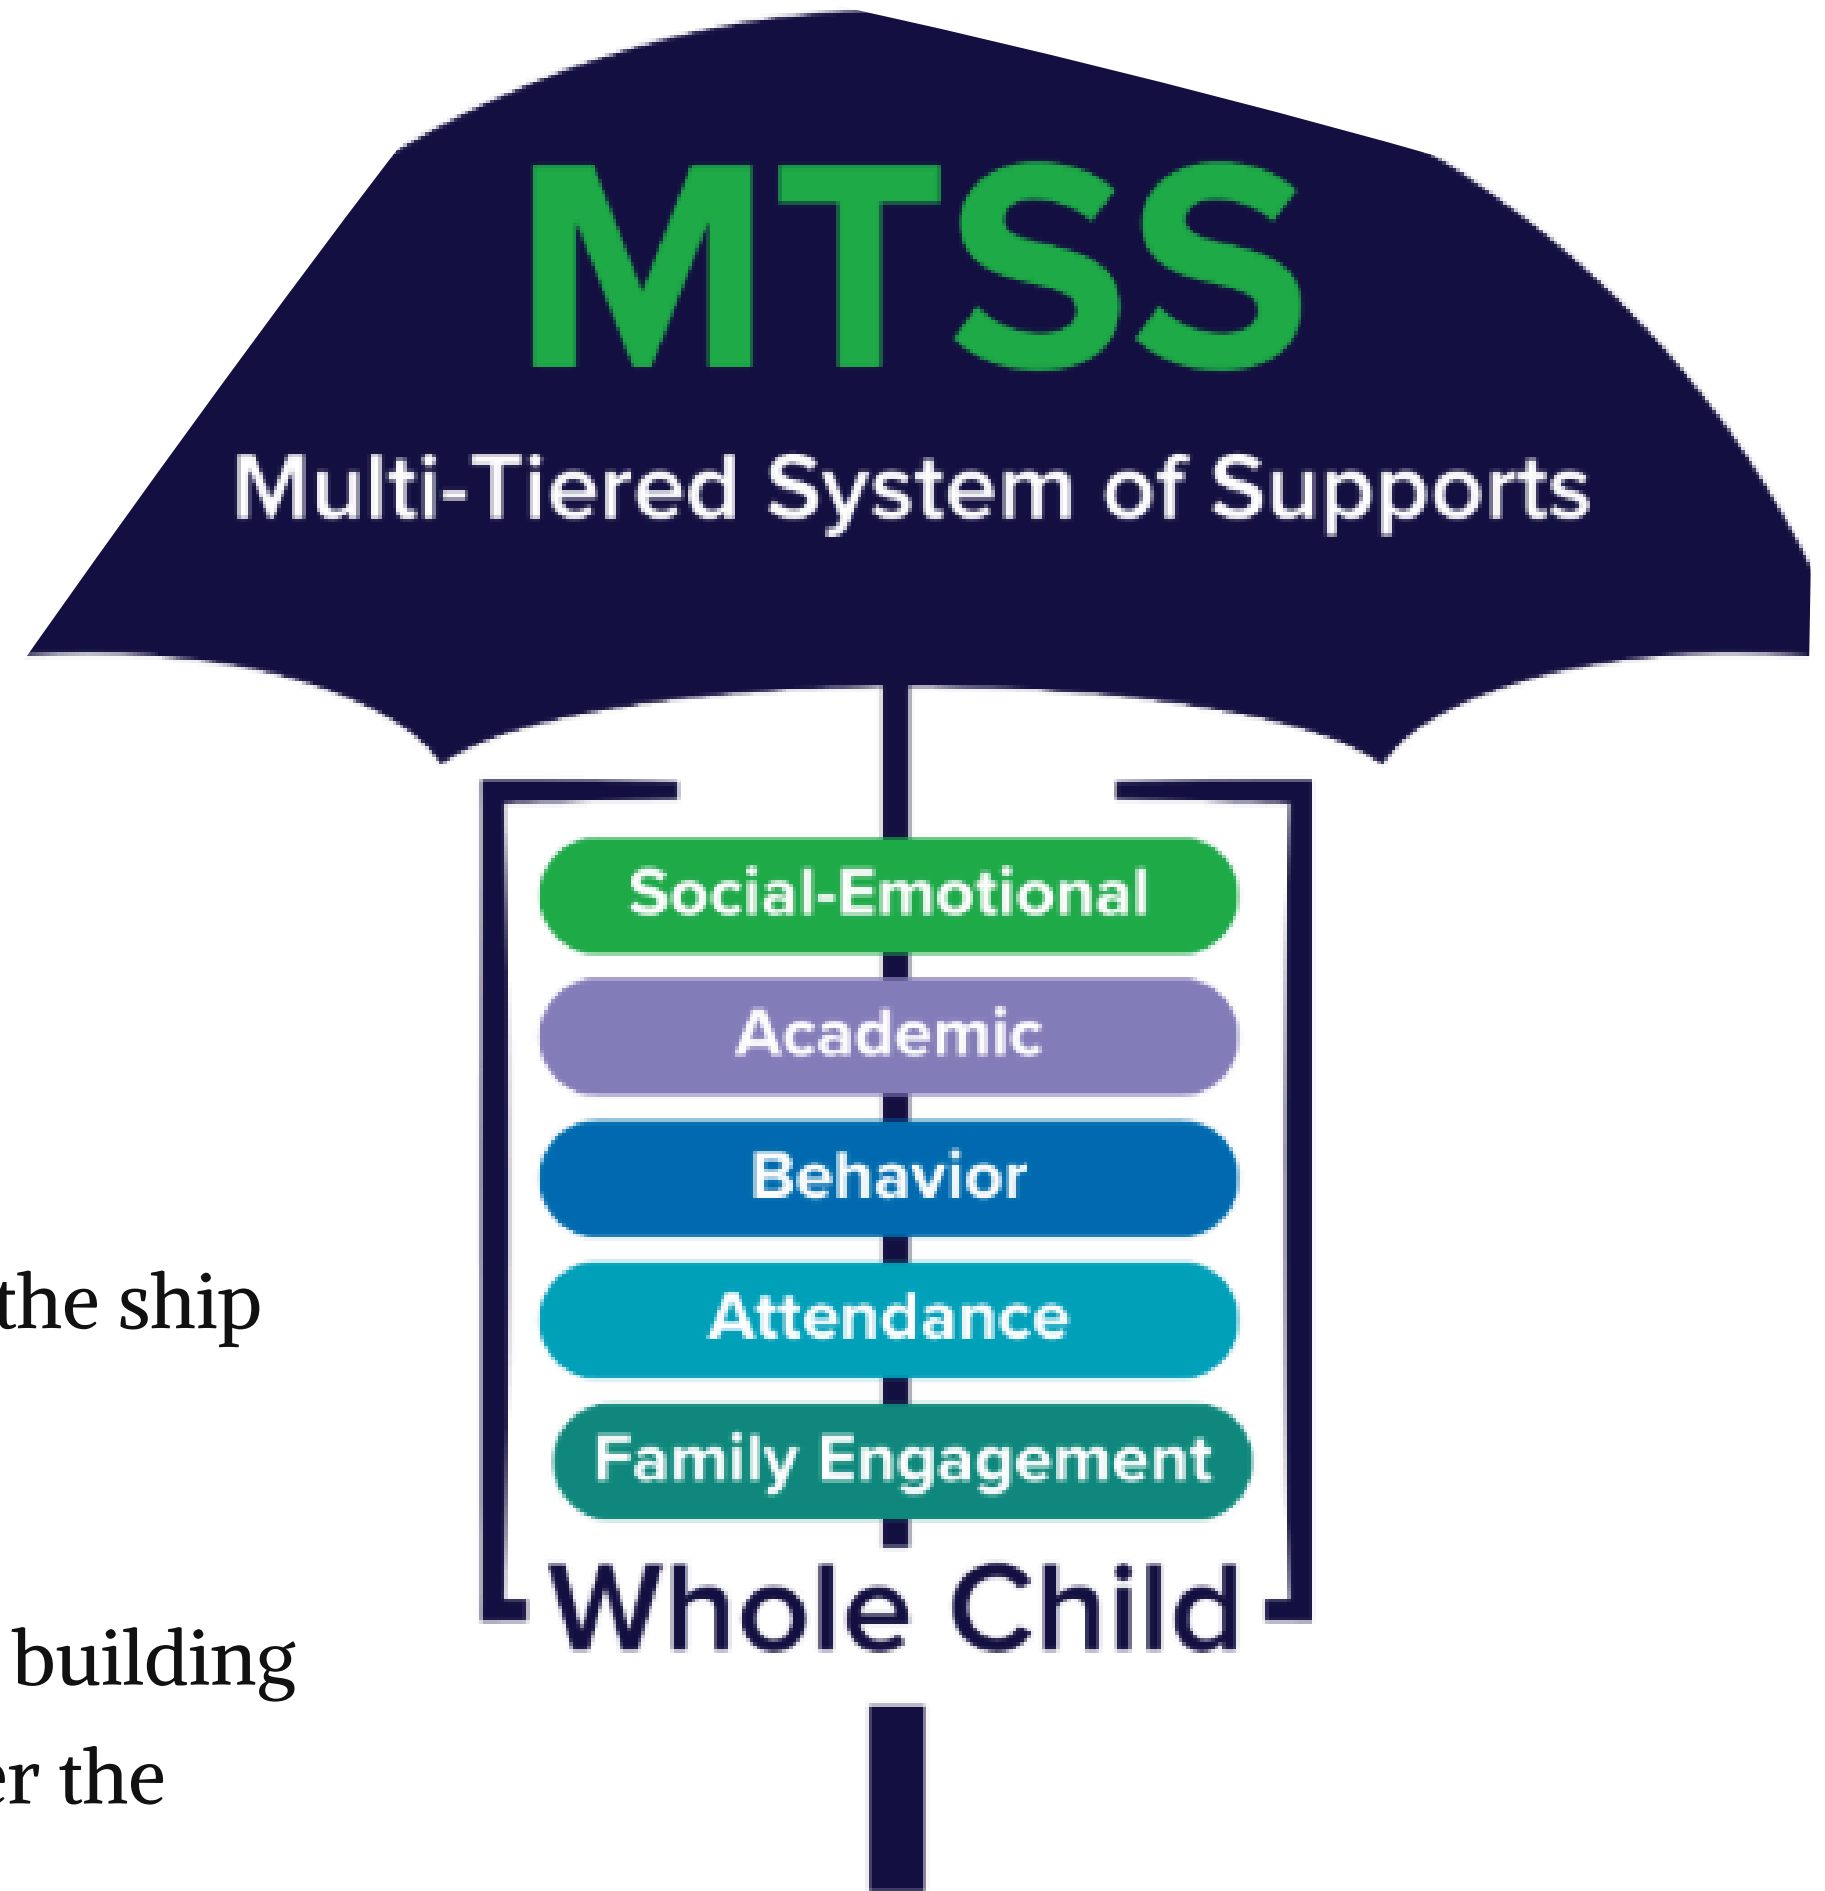 MTSS
Multi-Tiered System of Supports
Social-Emotional
Academic
Behavior
Attendance
Family Engagement
Whole Child
the ship
building
the